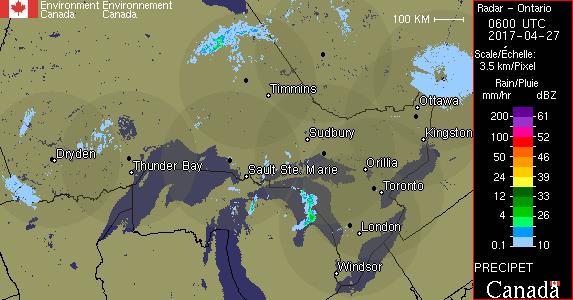 Environment Environnement
Canada Canada
100 KM
Timmins
Ottawa
Sudbury
Kingston
Dryden
Thunder Bay
Sault Ste. Marie
Orillia
Toronto
London
Windsor
Radar - Ontario
0600 UTC
2017-04-27
Scale/Échelle:
3.5 km/Pixel
Rain/Pluie
mm/hr dBZ
200 61
100 52
50 46
24 39
12 33
4 26
0.1 10
PRECIPET
Canada